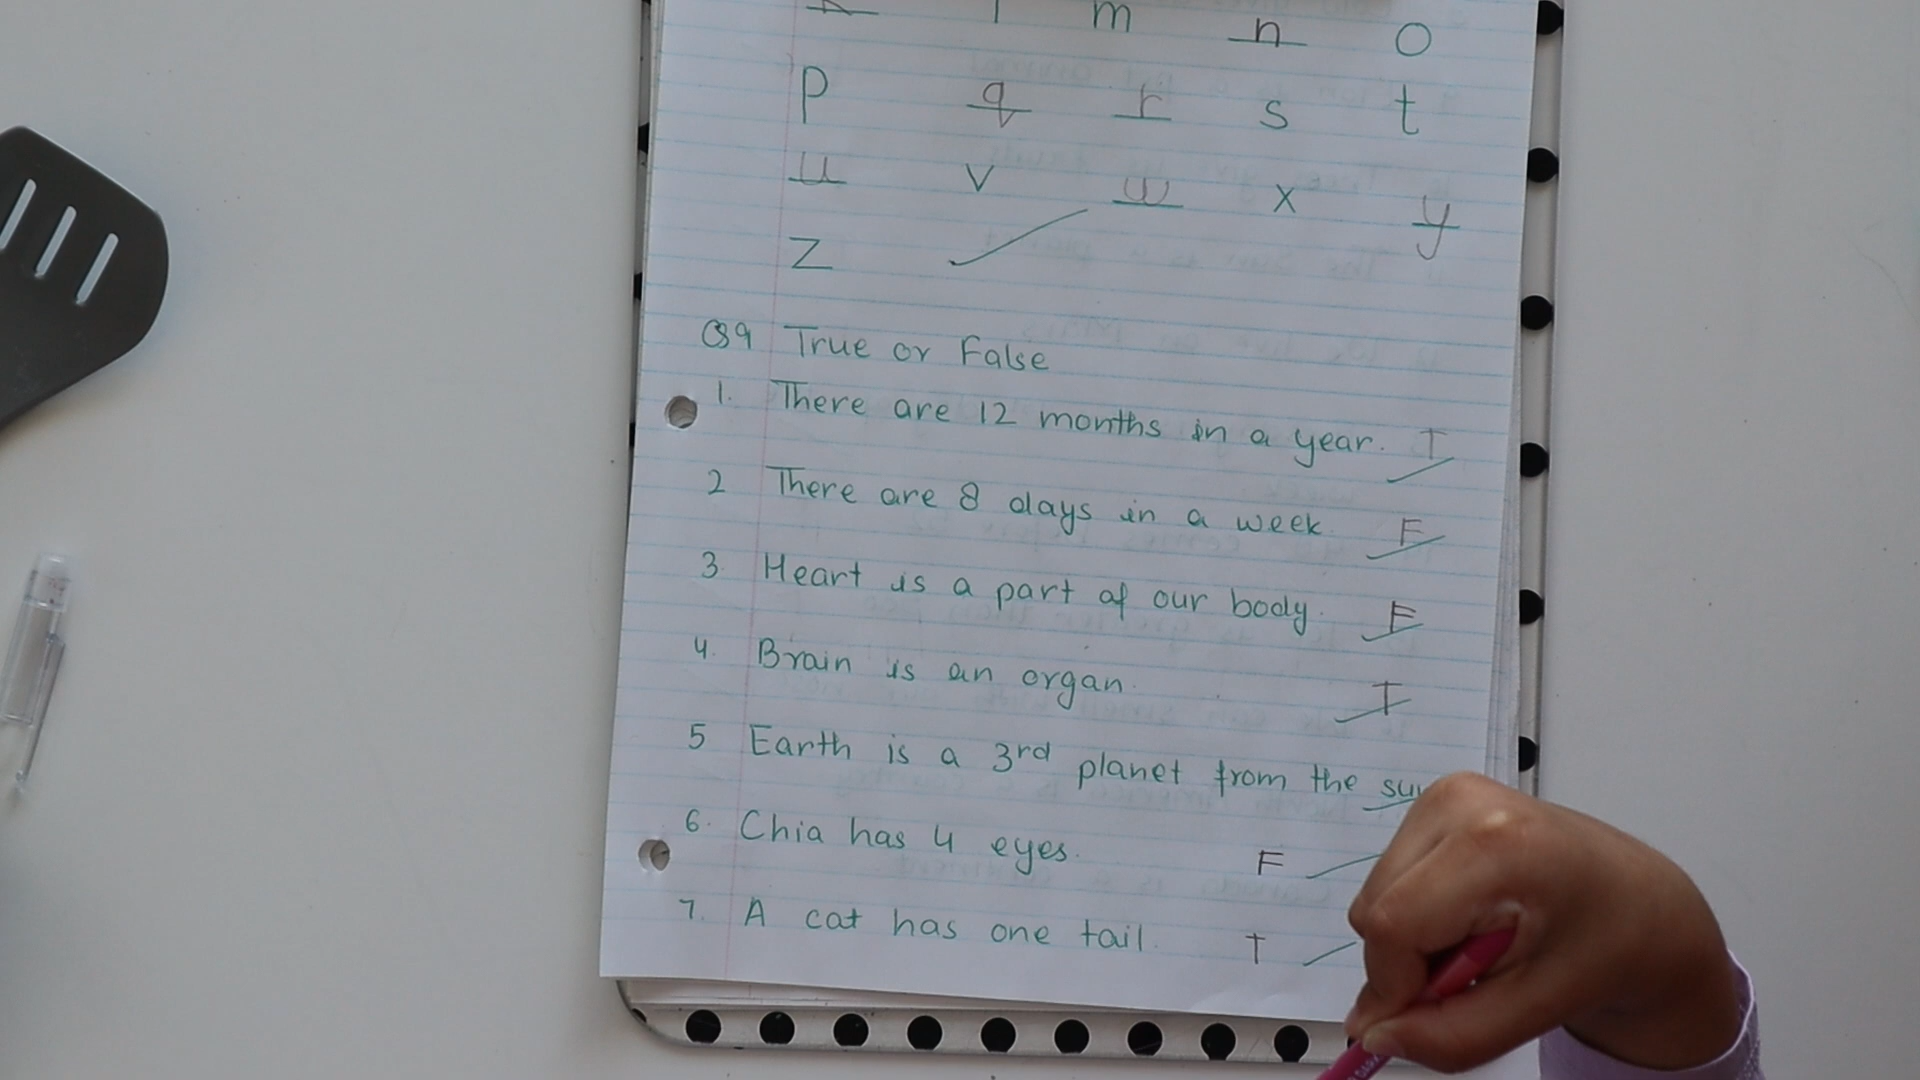 l m n o
p q r s t
u v w x y
z
Q9 True or False
1. There are 12 months in a year. T
2 There are 8 days in a week. F
3. Heart is a part of our body. F
4. Brain is an organ. T
5 Earth is a 3rd planet from the
6. Chia has 4 eyes. F
7. A cat has one tail. T